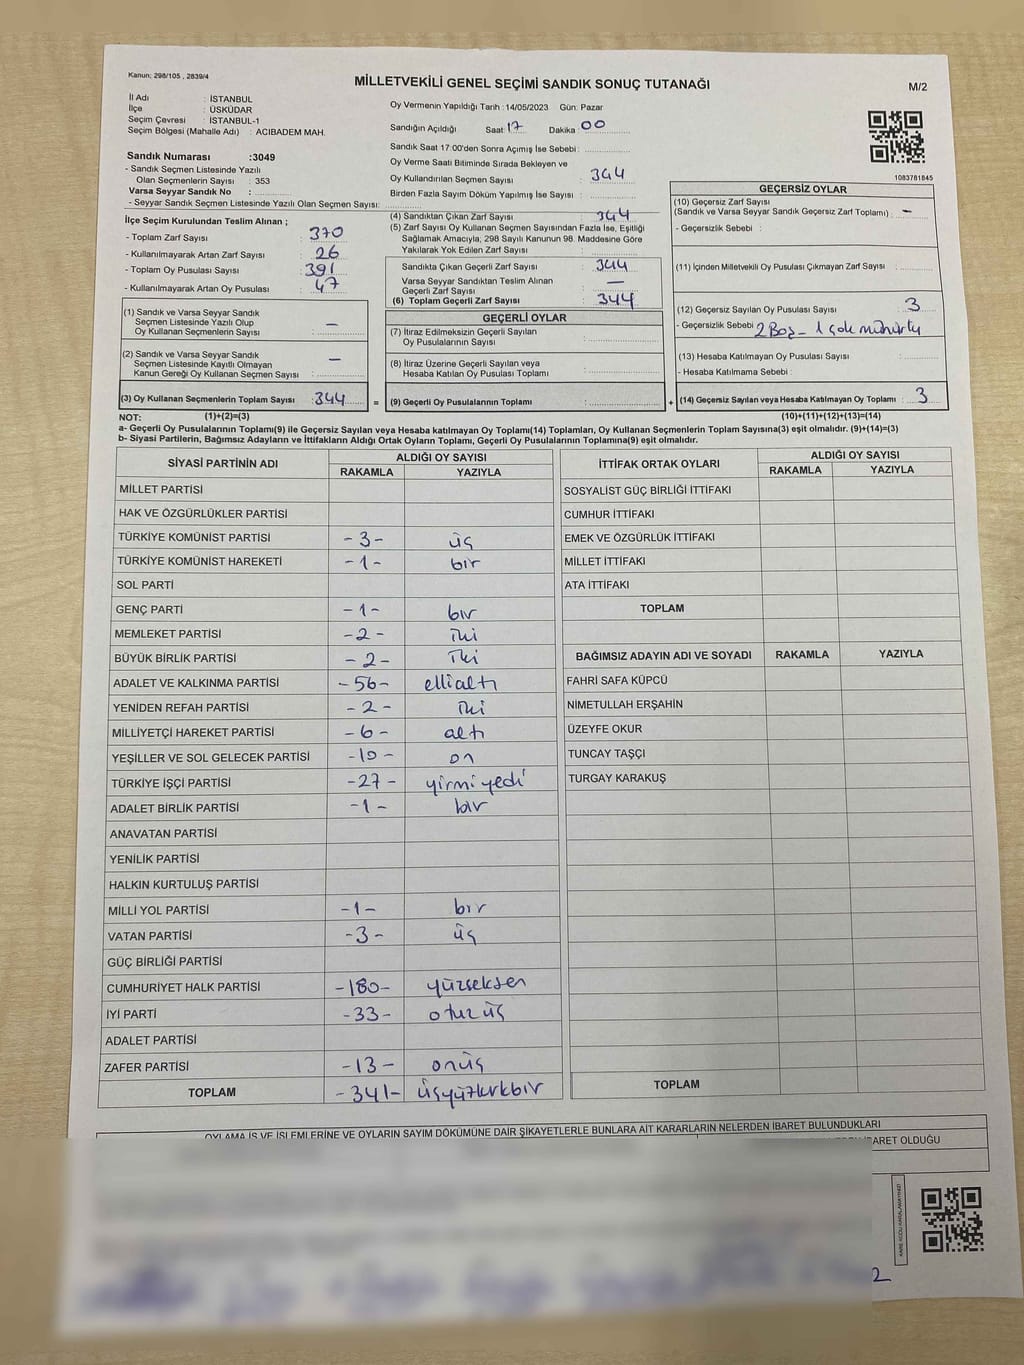 Kanun; 298/105 , 2839/4
MİLLETVEKİLİ GENEL SEÇİMİ SANDIK SONUÇ TUTANAĞI
M/2
İl Adı : İSTANBUL
İlçe : ÜSKÜDAR
Seçim Çevresi : İSTANBUL-1
Seçim Bölgesi (Mahalle Adı) : ACIBADEM MAH.
Oy Vermenin Yapıldığı Tarih : 14/05/2023 Gün: Pazar
Sandığın Açıldığı Saat 17 Dakika 00
Sandık Saat 17:00'den Sonra Açımış İse Sebebi :
Sandık Numarası :3049
- Sandık Seçmen Listesinde Yazılı
Olan Seçmenlerin Sayısı : 353
Varsa Seyyar Sandık No :
- Seyyar Sandık Seçmen Listesinde Yazılı Olan Seçmen Sayısı:
Oy Verme Saati Bitiminde Sırada Bekleyen ve
Oy Kullandırılan Seçmen Sayısı : 344
Birden Fazla Sayım Döküm Yapılmış İse Sayısı :
1083781845
İlçe Seçim Kurulundan Teslim Alınan ;
- Toplam Zarf Sayısı : 370
- Kullanılmayarak Artan Zarf Sayısı : 26
- Toplam Oy Pusulası Sayısı : 391
- Kullanılmayarak Artan Oy Pusulası : 47
(4) Sandıktan Çıkan Zarf Sayısı : 344
(5) Zarf Sayısı Oy Kullanan Seçmen Sayısından Fazla İse, Eşitliği
Sağlamak Amacıyla, 298 Sayılı Kanunun 98. Maddesine Göre
Yakılarak Yok Edilen Zarf Sayısı :
Sandıkta Çıkan Geçerli Zarf Sayısı : 344
Varsa Seyyar Sandıktan Teslim Alınan
Geçerli Zarf Sayısı : —
(6) Toplam Geçerli Zarf Sayısı : 344
GEÇERSİZ OYLAR
(10) Geçersiz Zarf Sayısı
(Sandık ve Varsa Seyyar Sandık Geçersiz Zarf Toplamı) : —
- Geçersizlik Sebebi :
(11) İçinden Milletvekili Oy Pusulası Çıkmayan Zarf Sayısı :
(12) Geçersiz Sayılan Oy Pusulası Sayısı : 3
- Geçersizlik Sebebi : 2 Boş - 1 çok mühürlü
(13) Hesaba Katılmayan Oy Pusulası Sayısı :
- Hesaba Katılmama Sebebi :
(14) Geçersiz Sayılan veya Hesaba Katılmayan Oy Toplamı : 3
(1) Sandık ve Varsa Seyyar Sandık
Seçmen Listesinde Yazılı Olup
Oy Kullanan Seçmenlerin Sayısı : —
(2) Sandık ve Varsa Seyyar Sandık
Seçmen Listesinde Kayıtlı Olmayan
Kanun Gereği Oy Kullanan Seçmen Sayısı : —
(3) Oy Kullanan Seçmenlerin Toplam Sayısı : 344 =
GEÇERLİ OYLAR
(7) İtiraz Edilmeksizin Geçerli Sayılan
Oy Pusulalarının Sayısı :
(8) İtiraz Üzerine Geçerli Sayılan veya
Hesaba Katılan Oy Pusulası Toplamı :
(9) Geçerli Oy Pusulalarının Toplamı : +
NOT: (1)+(2)=(3) (10)+(11)+(12)+(13)=(14)
a- Geçerli Oy Pusulalarının Toplamı(9) ile Geçersiz Sayılan veya Hesaba katılmayan Oy Toplamı(14) Toplamları, Oy Kullanan Seçmenlerin Toplam Sayısına(3) eşit olmalıdır. (9)+(14)=(3)
b- Siyasi Partilerin, Bağımsız Adayların ve İttifakların Aldığı Ortak Oyların Toplamı, Geçerli Oy Pusulalarının Toplamına(9) eşit olmalıdır.
SİYASİ PARTİNİN ADI ALDIĞI OY SAYISI
RAKAMLA YAZIYLA
MİLLET PARTİSİ
HAK VE ÖZGÜRLÜKLER PARTİSİ
TÜRKİYE KOMÜNİST PARTİSİ -3- üç
TÜRKİYE KOMÜNİST HAREKETİ -1- bir
SOL PARTİ
GENÇ PARTİ -1- bir
MEMLEKET PARTİSİ -2- iki
BÜYÜK BİRLİK PARTİSİ -2- iki
ADALET VE KALKINMA PARTİSİ -56- ellialtı
YENİDEN REFAH PARTİSİ -2- iki
MİLLİYETÇİ HAREKET PARTİSİ -6- altı
YEŞİLLER VE SOL GELECEK PARTİSİ -10- on
TÜRKİYE İŞÇİ PARTİSİ -27- yirmiyedi
ADALET BİRLİK PARTİSİ -1- bir
ANAVATAN PARTİSİ
YENİLİK PARTİSİ
HALKIN KURTULUŞ PARTİSİ
MİLLİ YOL PARTİSİ -1- bir
VATAN PARTİSİ -3- üç
GÜÇ BİRLİĞİ PARTİSİ
CUMHURİYET HALK PARTİSİ -180- yüzseksen
İYİ PARTİ -33- otuzüç
ADALET PARTİSİ
ZAFER PARTİSİ -13- onüç
TOPLAM -341- üçyüzkırkbir
İTTİFAK ORTAK OYLARI ALDIĞI OY SAYISI
RAKAMLA YAZIYLA
SOSYALİST GÜÇ BİRLİĞİ İTTİFAKI
CUMHUR İTTİFAKI
EMEK VE ÖZGÜRLÜK İTTİFAKI
MİLLET İTTİFAKI
ATA İTTİFAKI
TOPLAM
BAĞIMSIZ ADAYIN ADI VE SOYADI RAKAMLA YAZIYLA
FAHRİ SAFA KÜPCÜ
NİMETULLAH ERŞAHİN
ÜZEYFE OKUR
TUNCAY TAŞÇI
TURGAY KARAKUŞ
TOPLAM
OYLAMA İŞ VE İŞLEMLERİNE VE OYLARIN SAYIM DÖKÜMÜNE DAİR ŞİKAYETLERLE BUNLARA AİT KARARLARIN NELERDEN İBARET BULUNDUKLARI
İBARET OLDUĞU
KARE KODU KARALAMAYINIZ!
2